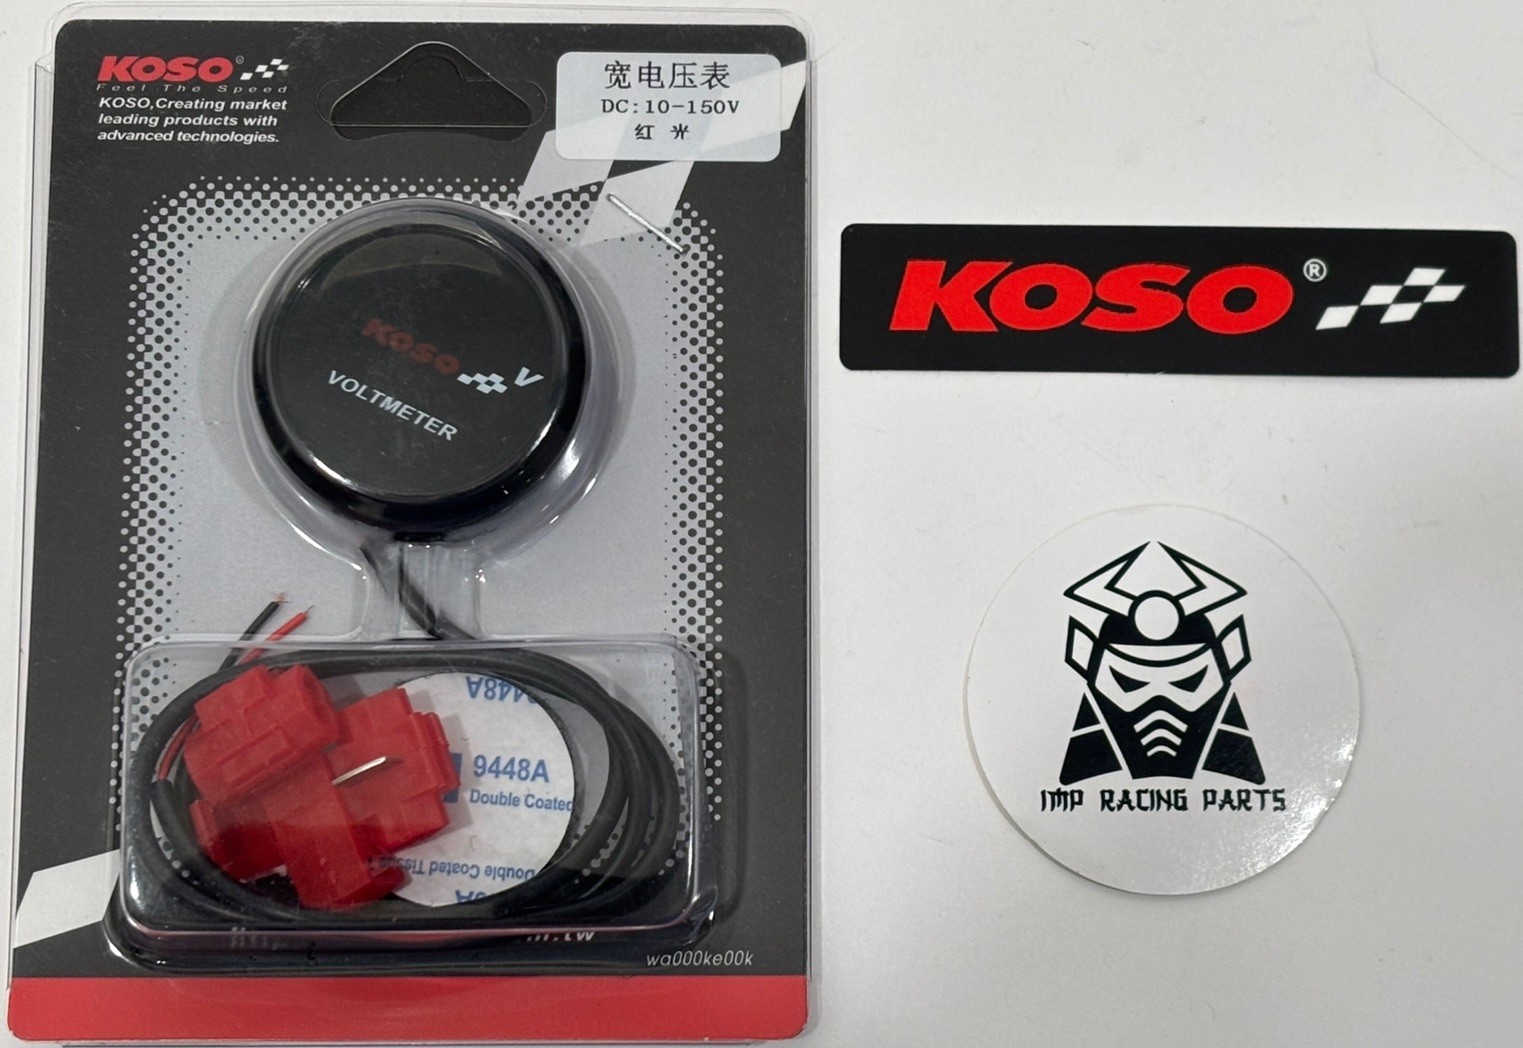 KOSO®
Feel The Speed
KOSO,Creating market
leading products with
advanced technologies.
宽电压表
DC:10-150V
红 光
KOSO V
VOLTMETER
9448A
9448A
Double Coated
Double Coated Tissue
wa000ke00k
KOSO®
IMP RACING PARTS